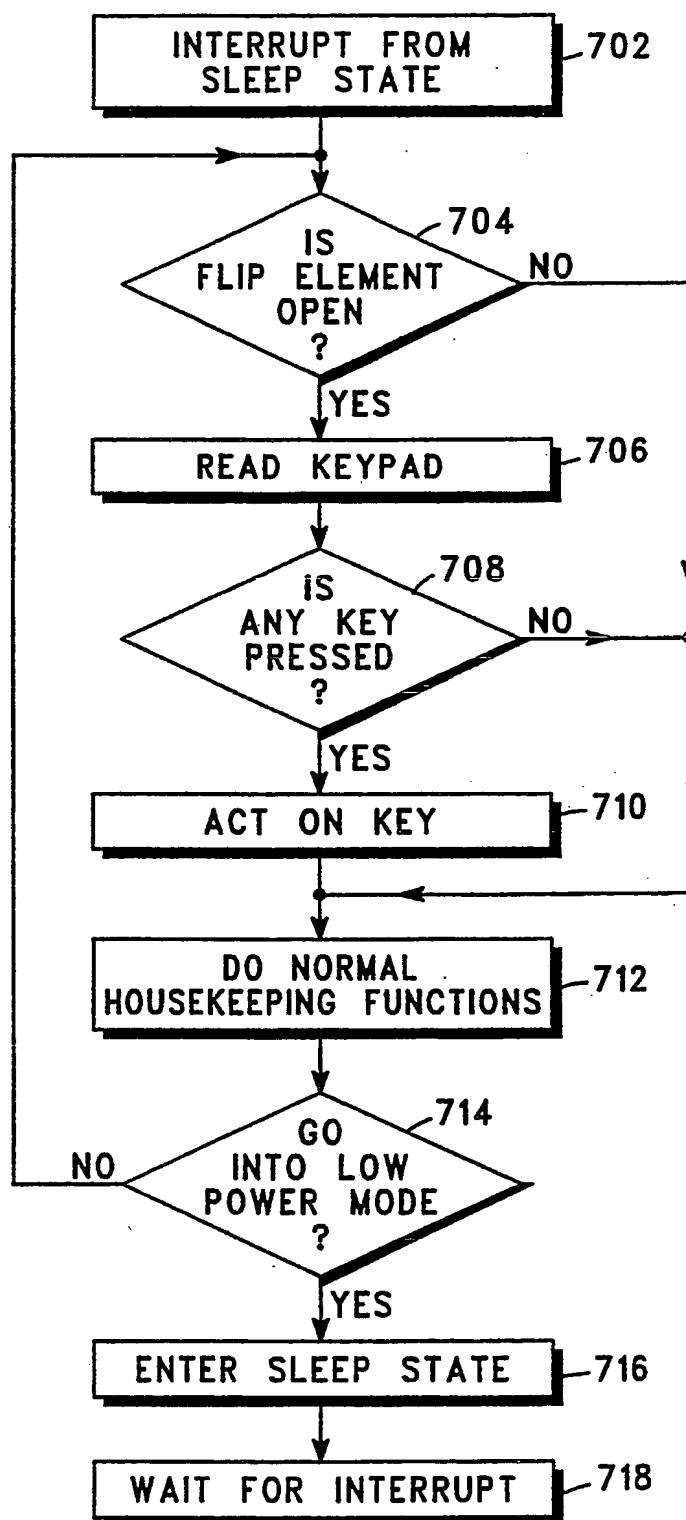 INTERRUPT FROM
SLEEP STATE
702
704
IS
FLIP ELEMENT
OPEN
?
NO
YES
READ KEYPAD
706
708
iS
ANY KEY
PRESSED
?
NO
YES
ACT ON KEY
710
DO NORMAL
HOUSEKEEPING FUNCTIONS
712
714
GO
INTO LOW
POWER MODE
?
NO
YES
ENTER SLEEP STATE
716
WAIT FOR INTERRUPT
718